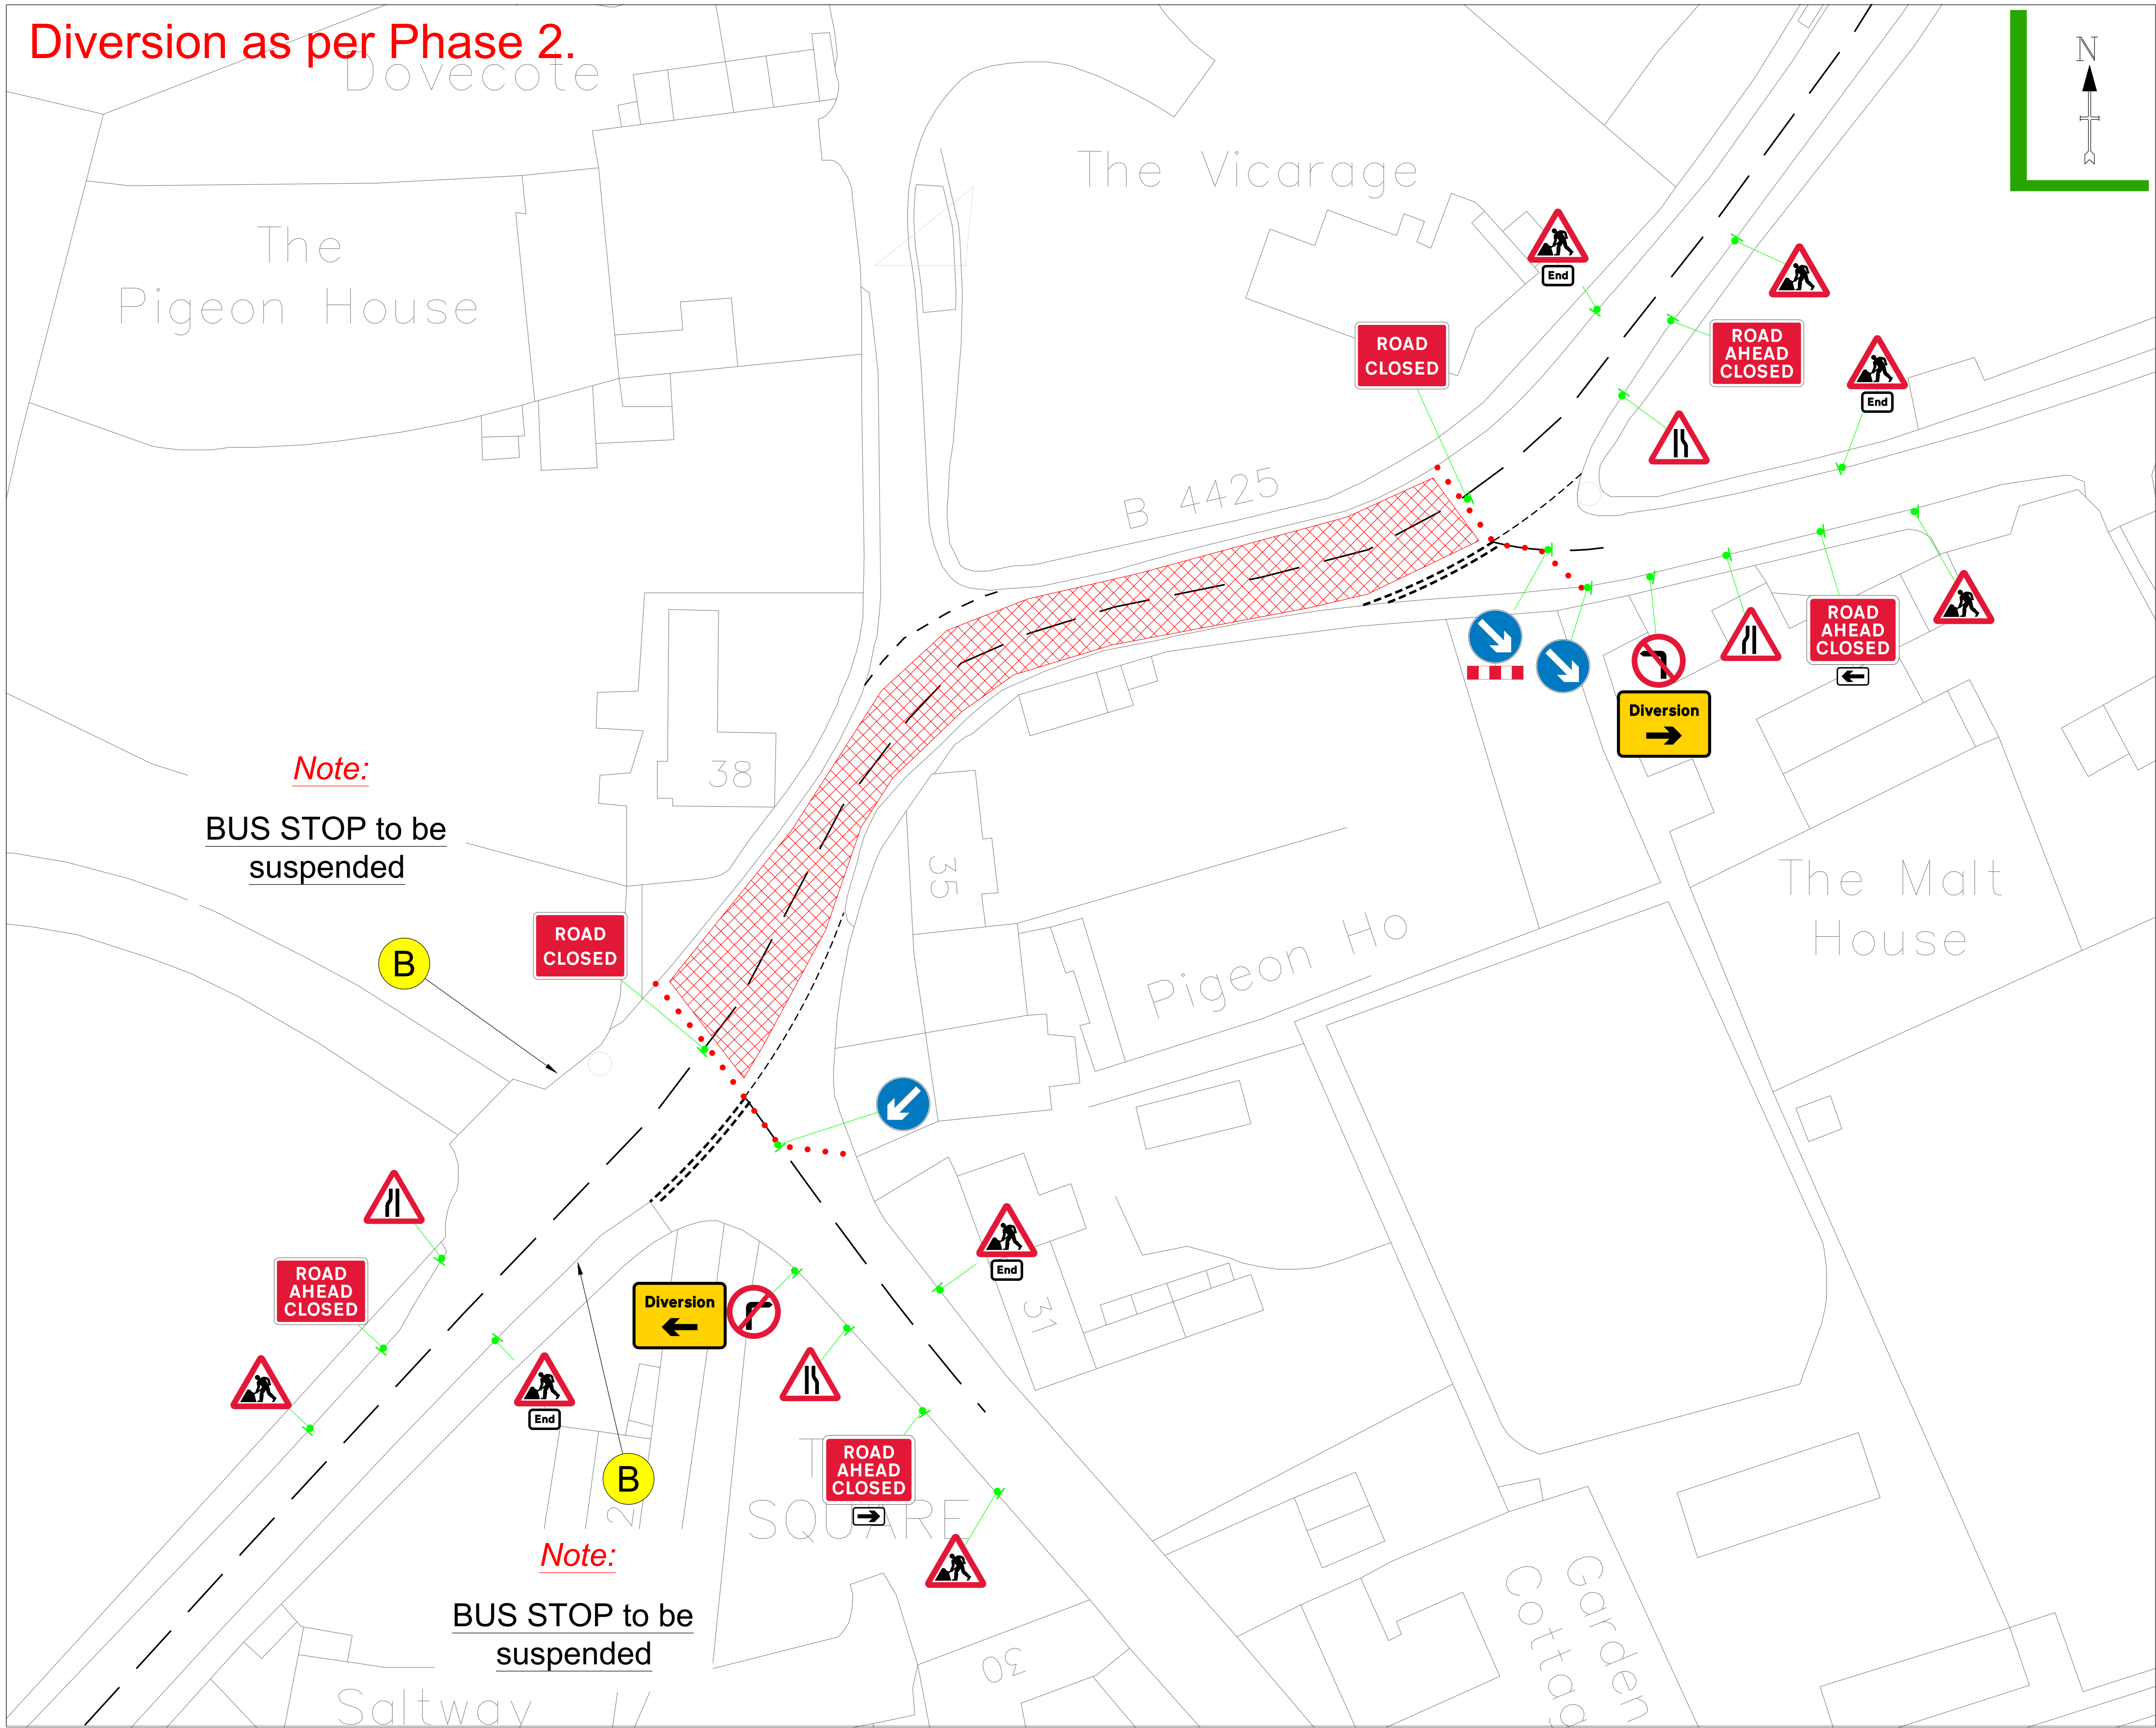 Diversion as per Phase 2.
Dovecote
N
The Vicarage
The
Pigeon House
End
ROAD
CLOSED
ROAD
AHEAD
CLOSED
End
B 4425
ROAD
AHEAD
CLOSED
Diversion
38
Note:
BUS STOP to be
suspended
35
The Malt
House
ROAD
CLOSED
B
Pigeon Ho
ROAD
AHEAD
CLOSED
End
Diversion
31
End
ROAD
AHEAD
CLOSED
B
2
SQUARE
Note:
BUS STOP to be
suspended
30
Garden
Cottag
Saltway